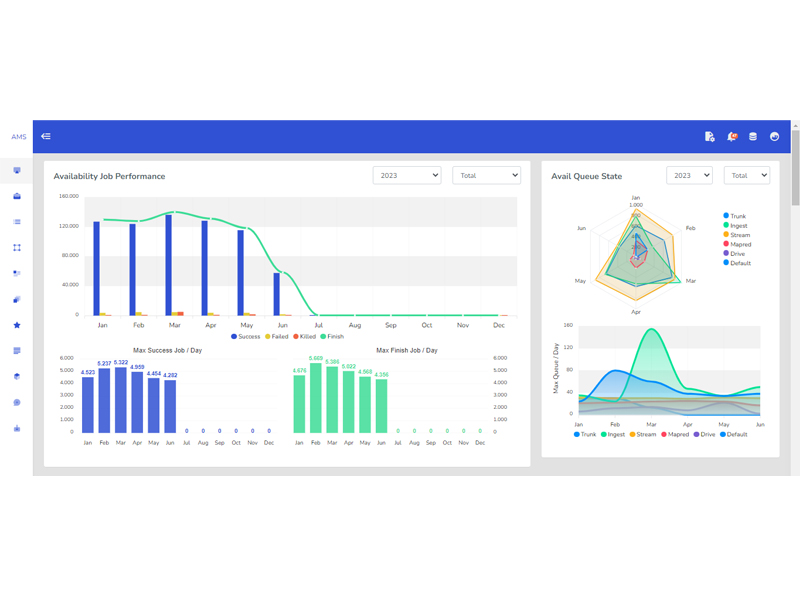 AMS
Availability Job Performance
2023
Total
160.000
120.000
80.000
40.000
0
Jan Feb Mar Apr May Jun Jul Aug Sep Oct Nov Dec
Success Failed Killed Finish
Max Success Job / Day
6.000
5.000
4.000
3.000
2.000
1.000
0
4.523 5.237 5.322 4.959 4.454 4.262 0 0 0 0 0 0
Jan Feb Mar Apr May Jun Jul Aug Sep Oct Nov Dec
Max Finish Job / Day
4.676 5.669 5.386 5.022 4.568 4.356 0 0 0 0 0 0
6.000
5.000
4.000
3.000
2.000
1.000
0
Jan Feb Mar Apr May Jun Jul Aug Sep Oct Nov Dec
Avail Queue State
2023
Total
Jan
1.000
Feb
Mar
Apr
May
Jun
Trunk
Ingest
Stream
Mapred
Drive
Default
Max Queue / Day
160
120
80
40
0
Jan Feb Mar Apr May Jun
Trunk Ingest Stream Mapred Drive Default